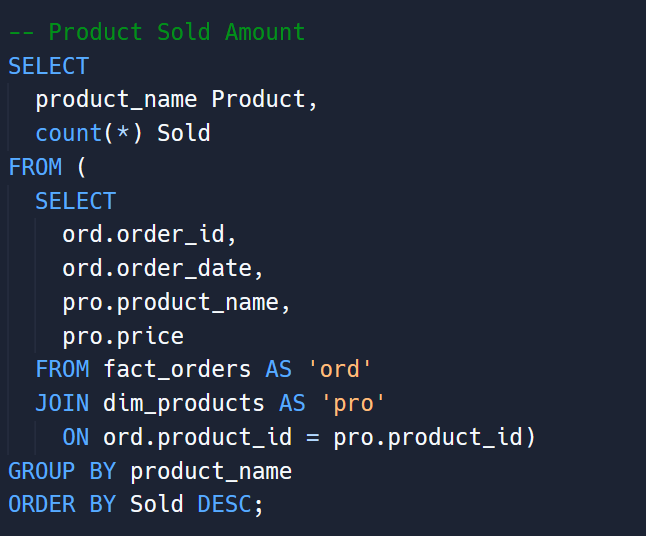 -- Product Sold Amount
SELECT
  product_name Product,
  count(*) Sold
FROM (
  SELECT
    ord.order_id,
    ord.order_date,
    pro.product_name,
    pro.price
  FROM fact_orders AS 'ord'
  JOIN dim_products AS 'pro'
    ON ord.product_id = pro.product_id)
GROUP BY product_name
ORDER BY Sold DESC;